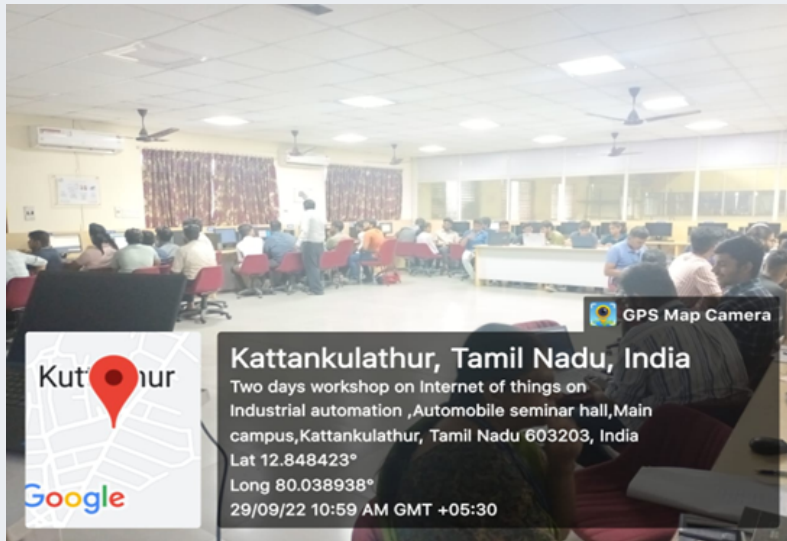 GPS Map Camera
Kattankulathur, Tamil Nadu, India
Two days workshop on Internet of things on
Industrial automation ,Automobile seminar hall,Main
campus,Kattankulathur, Tamil Nadu 603203, India
Lat 12.848423°
Long 80.038938°
29/09/22 10:59 AM GMT +05:30
Google